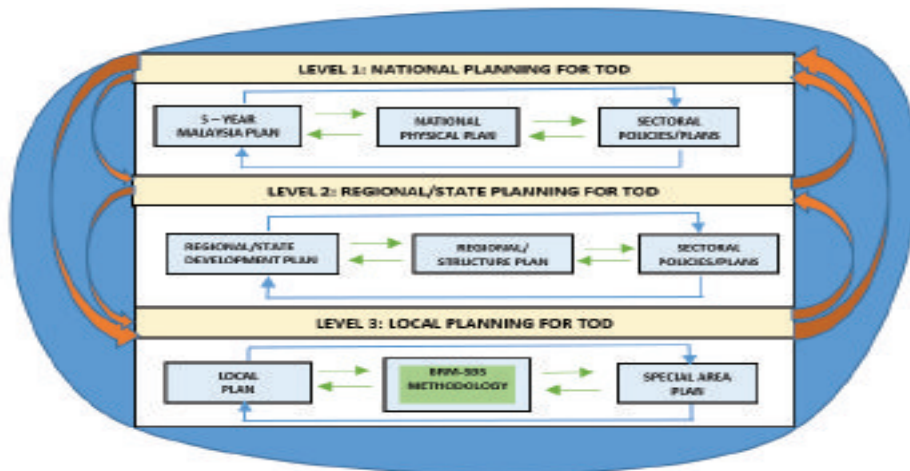 LEVEL 1: NATIONAL PLANNING FOR TOD
5 – YEAR
MALAYSIA PLAN
NATIONAL
PHYSICAL PLAN
SECTORAL
POLICIES/PLANS
LEVEL 2: REGIONAL/STATE PLANNING FOR TOD
REGIONAL/STATE
DEVELOPMENT PLAN
REGIONAL/
STRUCTURE PLAN
SECTORAL
POLICIES/PLANS
LEVEL 3: LOCAL PLANNING FOR TOD
LOCAL
PLAN
METHODOLOGY
SPECIAL AREA
PLAN